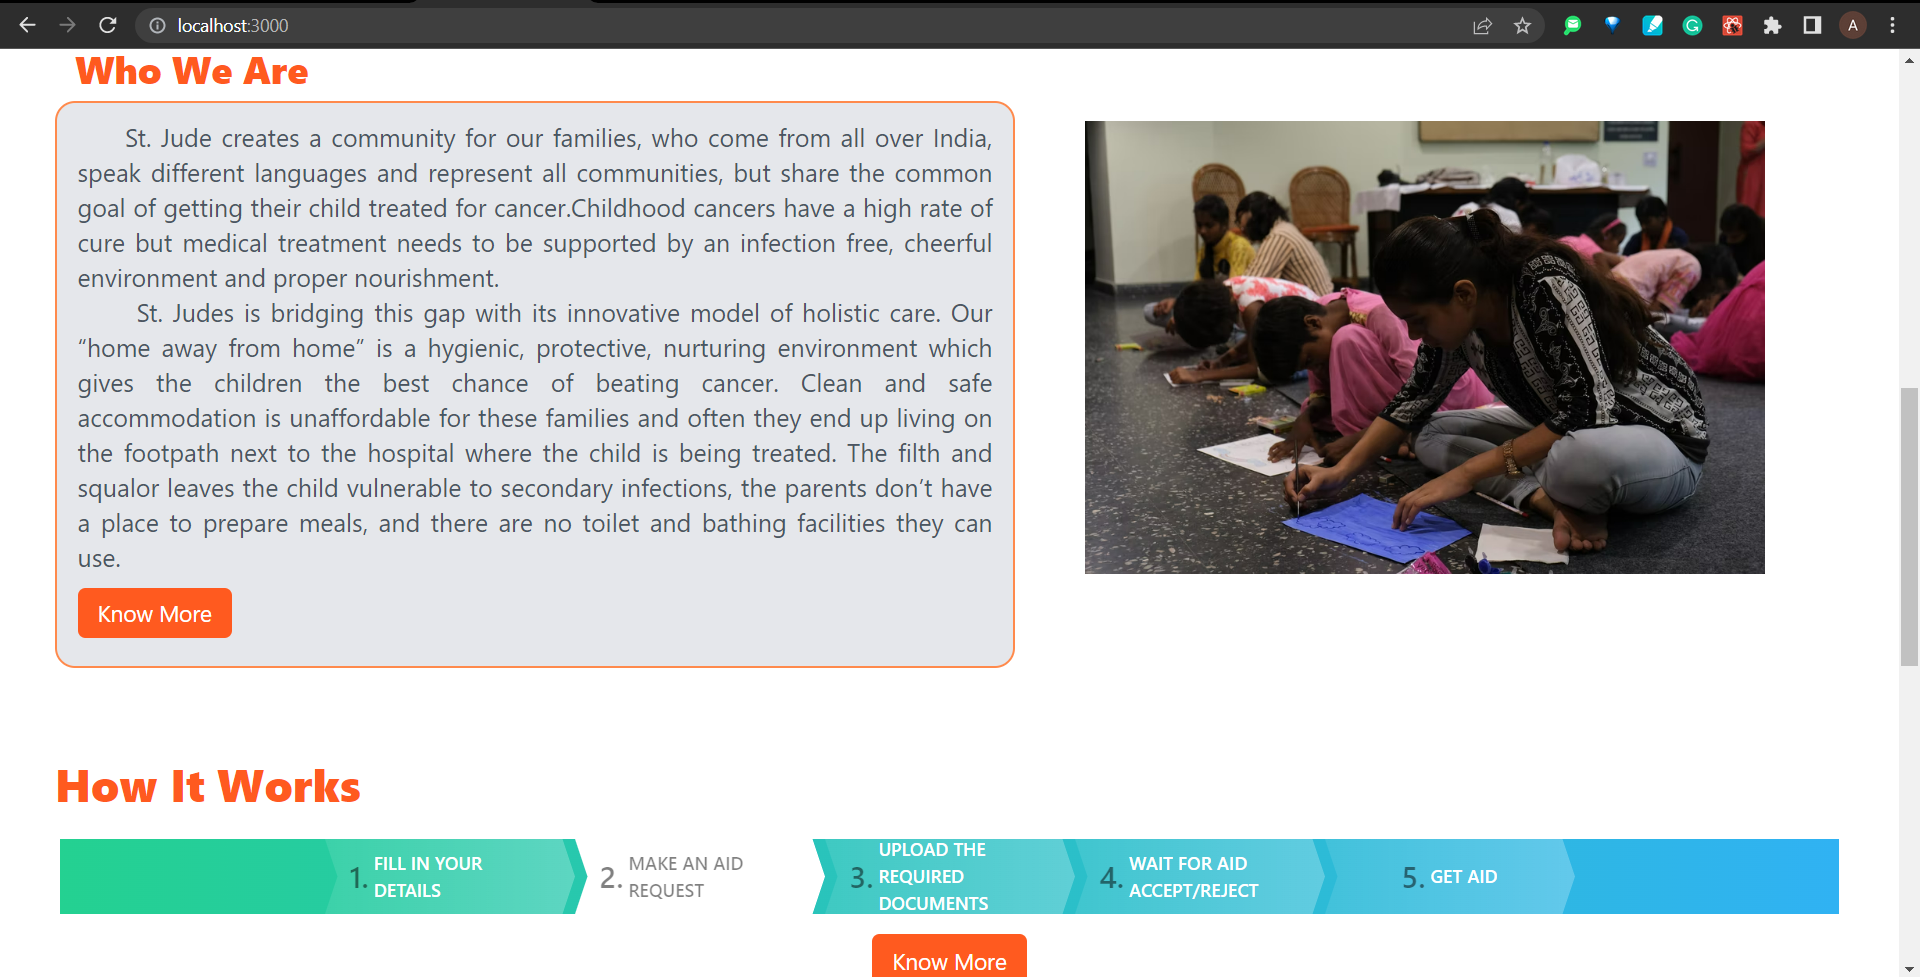 localhost:3000
A
Who We Are
St. Jude creates a community for our families, who come from all over India,
speak different languages and represent all communities, but share the common
goal of getting their child treated for cancer.Childhood cancers have a high rate of
cure but medical treatment needs to be supported by an infection free, cheerful
environment and proper nourishment.
St. Judes is bridging this gap with its innovative model of holistic care. Our
“home away from home” is a hygienic, protective, nurturing environment which
gives the children the best chance of beating cancer. Clean and safe
accommodation is unaffordable for these families and often they end up living on
the footpath next to the hospital where the child is being treated. The filth and
squalor leaves the child vulnerable to secondary infections, the parents don’t have
a place to prepare meals, and there are no toilet and bathing facilities they can
use.
Know More
How It Works
1. FILL IN YOUR
DETAILS
2. MAKE AN AID
REQUEST
3. UPLOAD THE
REQUIRED
DOCUMENTS
4. WAIT FOR AID
ACCEPT/REJECT
5. GET AID
Know More